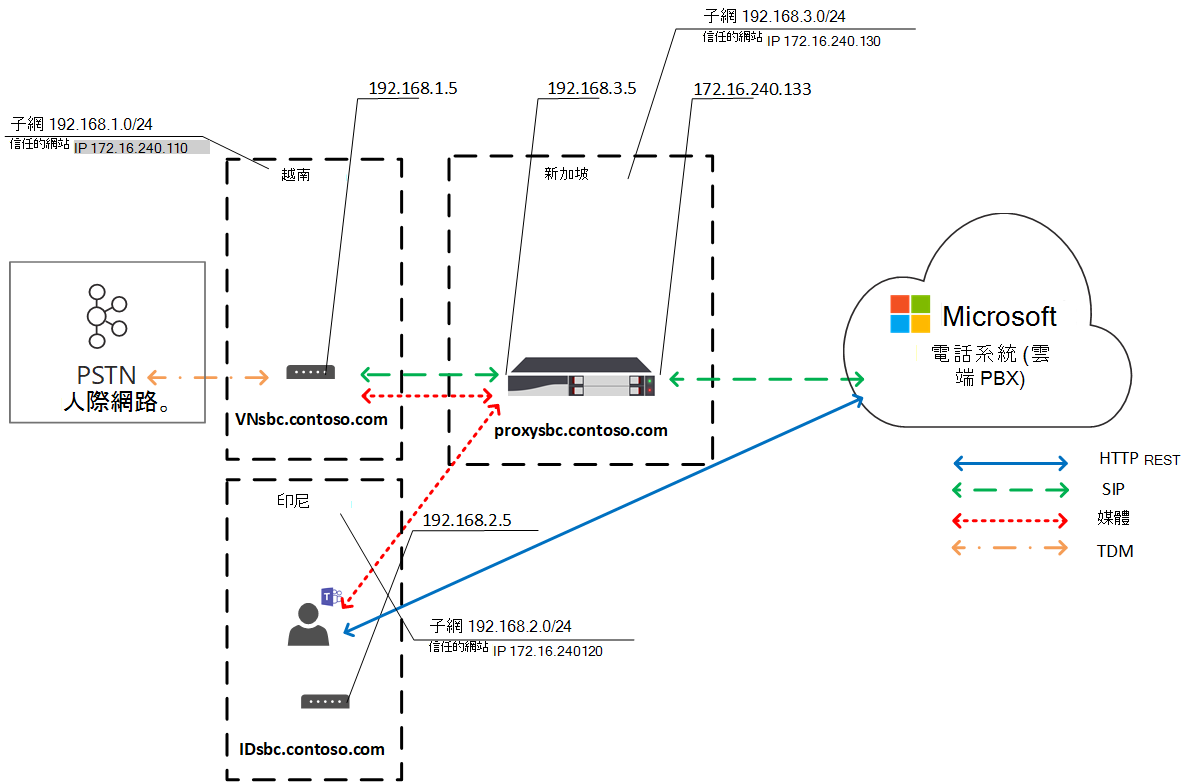 子網 192.168.3.0/24
信任的網站 IP 172.16.240.130
192.168.1.5
192.168.3.5
172.16.240.133
子網 192.168.1.0/24
信任的網站 IP 172.16.240.110
越南
新加坡
Microsoft
電話系統 (雲
端 PBX)
PSTN
人際網路。
VNsbc.contoso.com
proxysbc.contoso.com
HTTP REST
SIP
媒體
TDM
印尼
192.168.2.5
子網 192.168.2.0/24
信任的網站 IP 172.16.240120
IDsbc.contoso.com